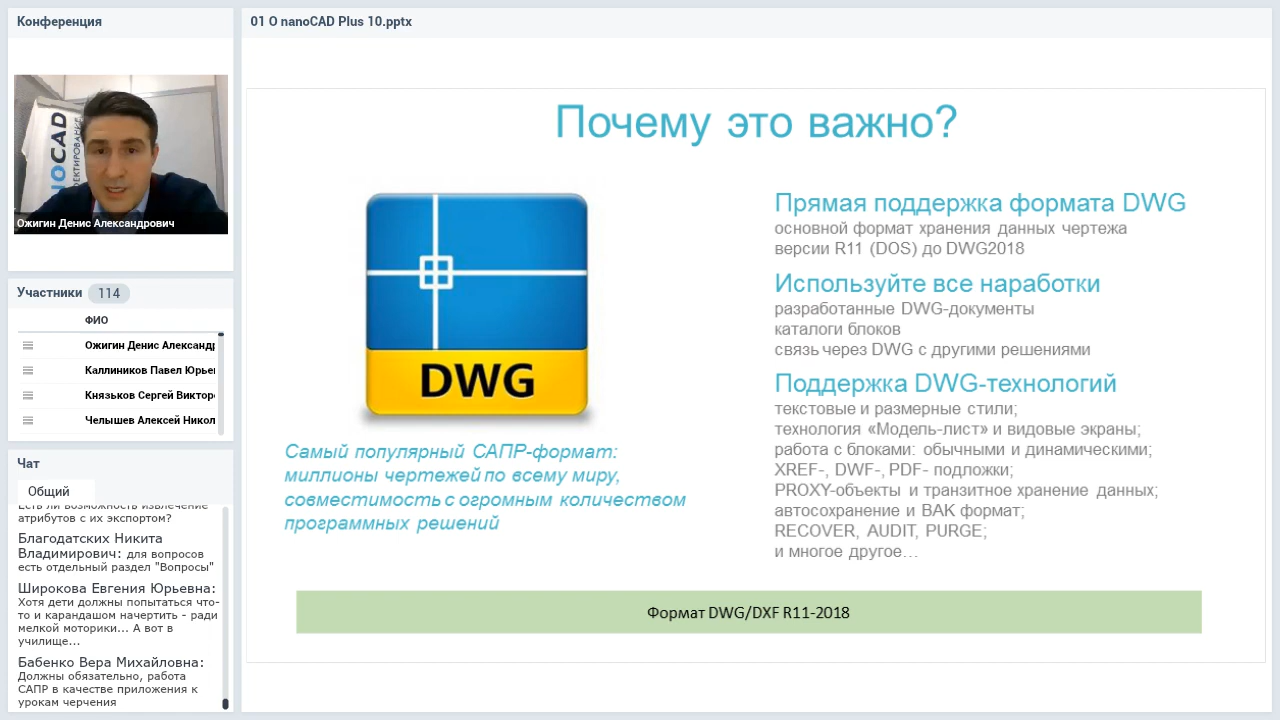 Конференция
NOCAD
Ожигин Денис Александрович
Участники 114
ФИО
Ожигин Денис Александр
Каллиников Павел Юрье
Князьков Сергей Виктор
Челышев Алексей Никол
Чат
Общий
Есть ли возможность извлечение
атрибутов с их экспортом?
Благодатских Никита
Владимирович: для вопросов
есть отдельный раздел "Вопросы"
Широкова Евгения Юрьевна:
Хотя дети должны попытаться что-
то и карандашом начертить - ради
мелкой моторики... А вот в
училище...
Бабенко Вера Михайловна:
Должны обязательно, работа
САПР в качестве приложения к
урокам черчения
01 О nanoCAD Plus 10.pptx
Почему это важно?
DWG
Самый популярный САПР-формат:
миллионы чертежей по всему миру,
совместимость с огромным количеством
программных решений
Прямая поддержка формата DWG
основной формат хранения данных чертежа
версии R11 (DOS) до DWG2018
Используйте все наработки
разработанные DWG-документы
каталоги блоков
связь через DWG с другими решениями
Поддержка DWG-технологий
текстовые и размерные стили;
технология «Модель-лист» и видовые экраны;
работа с блоками: обычными и динамическими;
XREF-, DWF-, PDF- подложки;
PROXY-объекты и транзитное хранение данных;
автосохранение и BAK формат;
RECOVER, AUDIT, PURGE;
и многое другое…
Формат DWG/DXF R11-2018